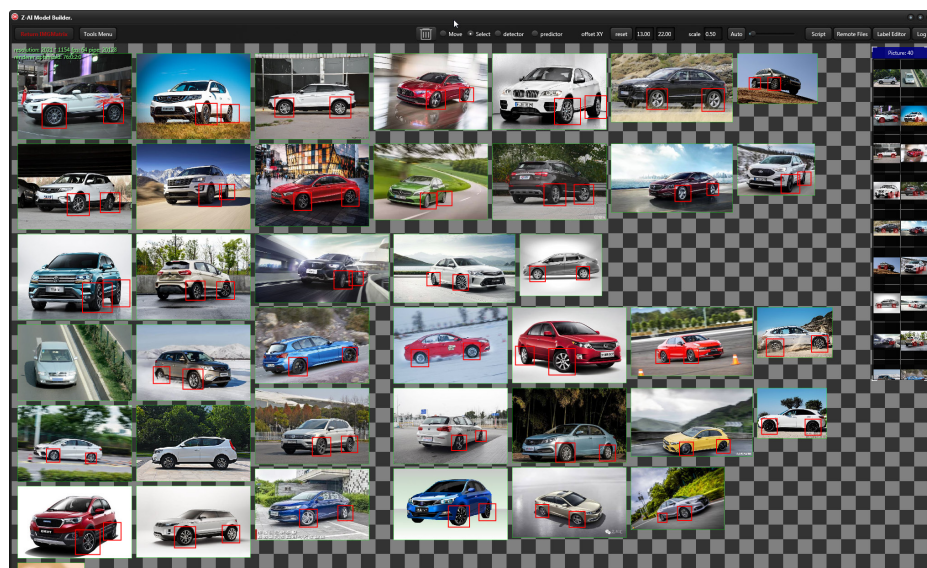 Z-AI Model Builder.
Tools Menu
Move
Select
detector
predictor
offset XY
reset
13.00
22.00
scale
0.50
Auto
Script
Remote Files
Label Editor
Log
Picture: 40